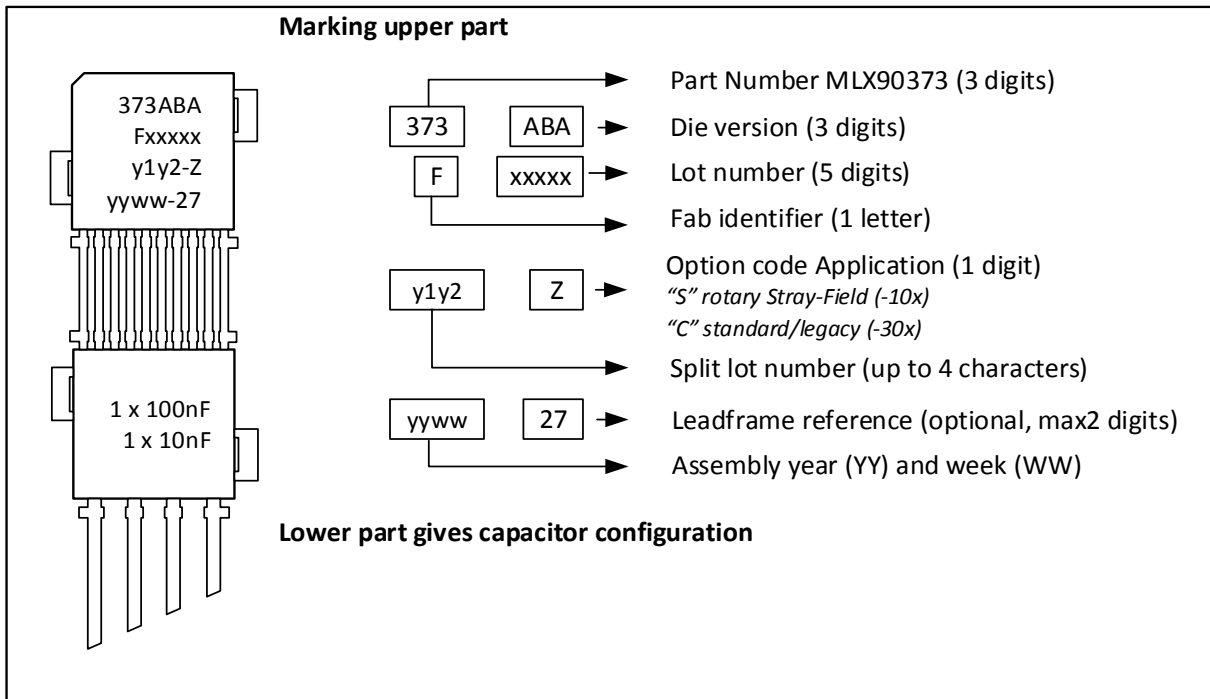 Marking upper part
373ABA
Fxxxxx
y1y2-Z
yyww-27
1 x 100nF
1 x 10nF
Part Number MLX90373 (3 digits)
373 ABA Die version (3 digits)
F xxxxx Lot number (5 digits)
Fab identifier (1 letter)
y1y2 Z Option code Application (1 digit)
“S” rotary Stray-Field (-10x)
“C” standard/legacy (-30x)
Split lot number (up to 4 characters)
yyww 27 Leadframe reference (optional, max2 digits)
Assembly year (YY) and week (WW)
Lower part gives capacitor configuration